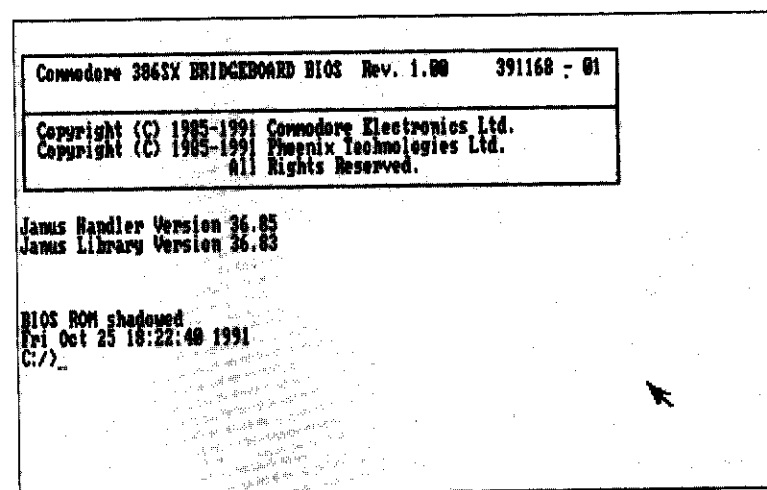 Commodore 386SX BRIDGEBOARD BIOS Rev. 1.00 391168 - 01
Copyright (C) 1985-1991 Commodore Electronics Ltd.
Copyright (C) 1985-1991 Phoenix Technologies Ltd.
All Rights Reserved.
Janus Handler Version 36.85
Janus Library Version 36.83
BIOS ROM shadowed
Fri Oct 25 18:22:40 1991
C:/>_